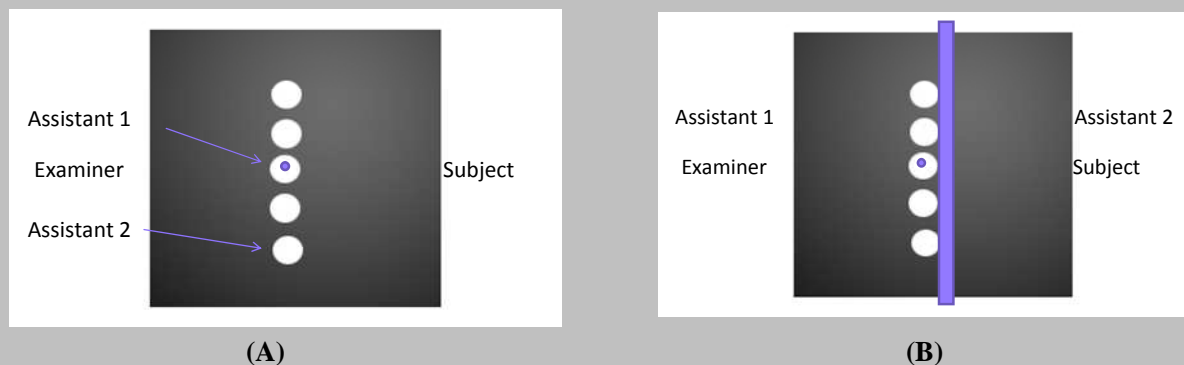 Assistant 1
Examiner
Subject
Assistant 2
(A)
Assistant 1
Assistant 2
Examiner
Subject
(B)